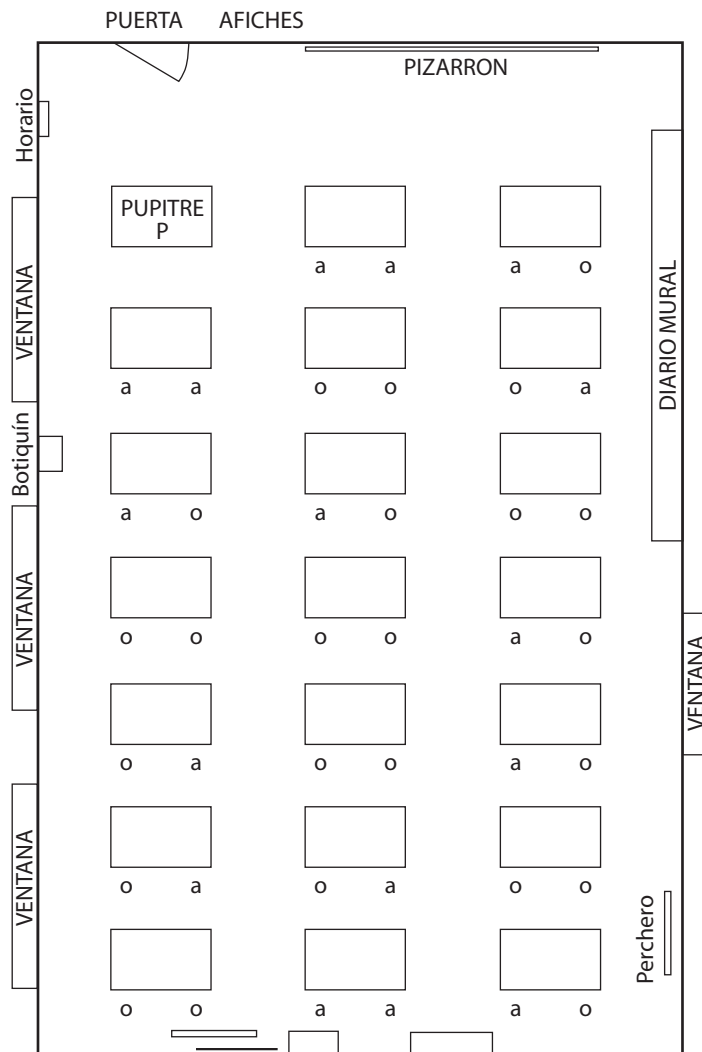 PUERTA AFICHES
PIZARRON
Horario
PUPITRE
P
a a a o
VENTANA
DIARIO MURAL
a a o o o a
Botiquín
a o a o o o
VENTANA
o o o o a o
VENTANA
o a o o a o
VENTANA
o a o a o o
Perchero
o o a a a o